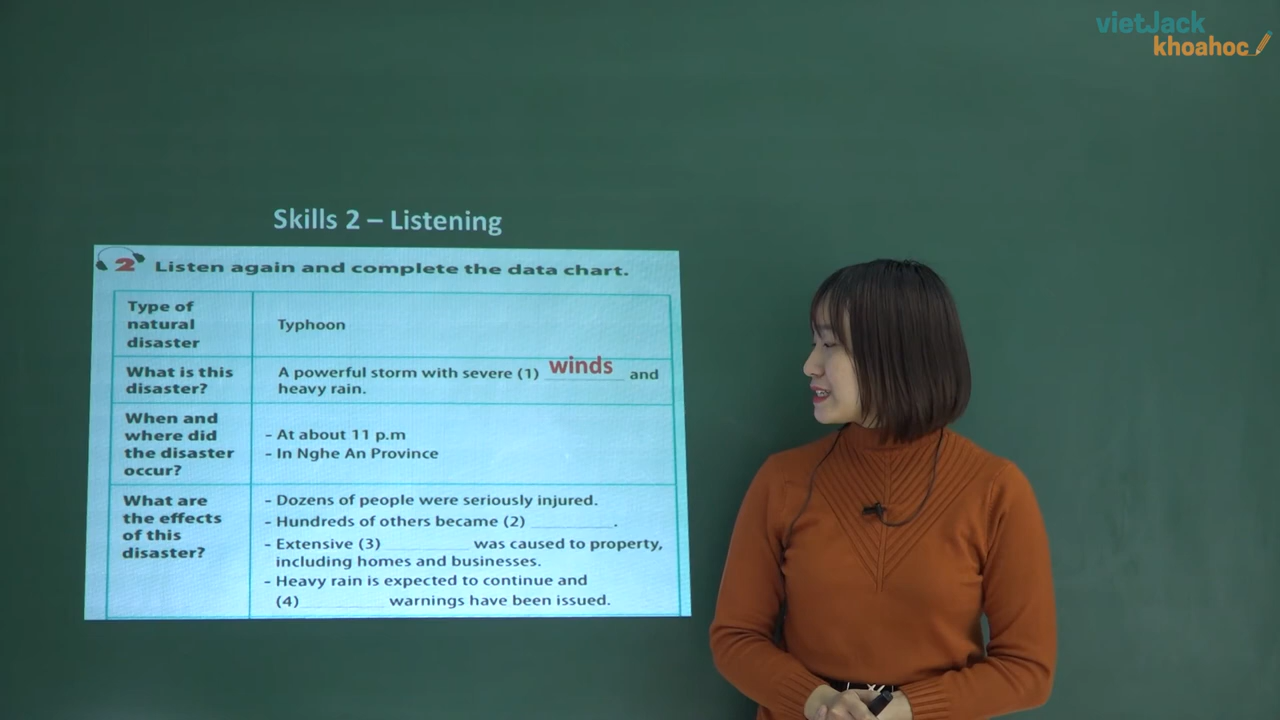 vietJack
khoahoc
Skills 2 – Listening
2 Listen again and complete the data chart.
Type of
natural
disaster
Typhoon
What is this
disaster?
A powerful storm with severe (1) winds and
heavy rain.
When and
where did
the disaster
occur?
- At about 11 p.m
- In Nghe An Province
What are
the effects
of this
disaster?
- Dozens of people were seriously injured.
- Hundreds of others became (2) ________.
- Extensive (3) ________ was caused to property,
including homes and businesses.
- Heavy rain is expected to continue and
(4) ________ warnings have been issued.